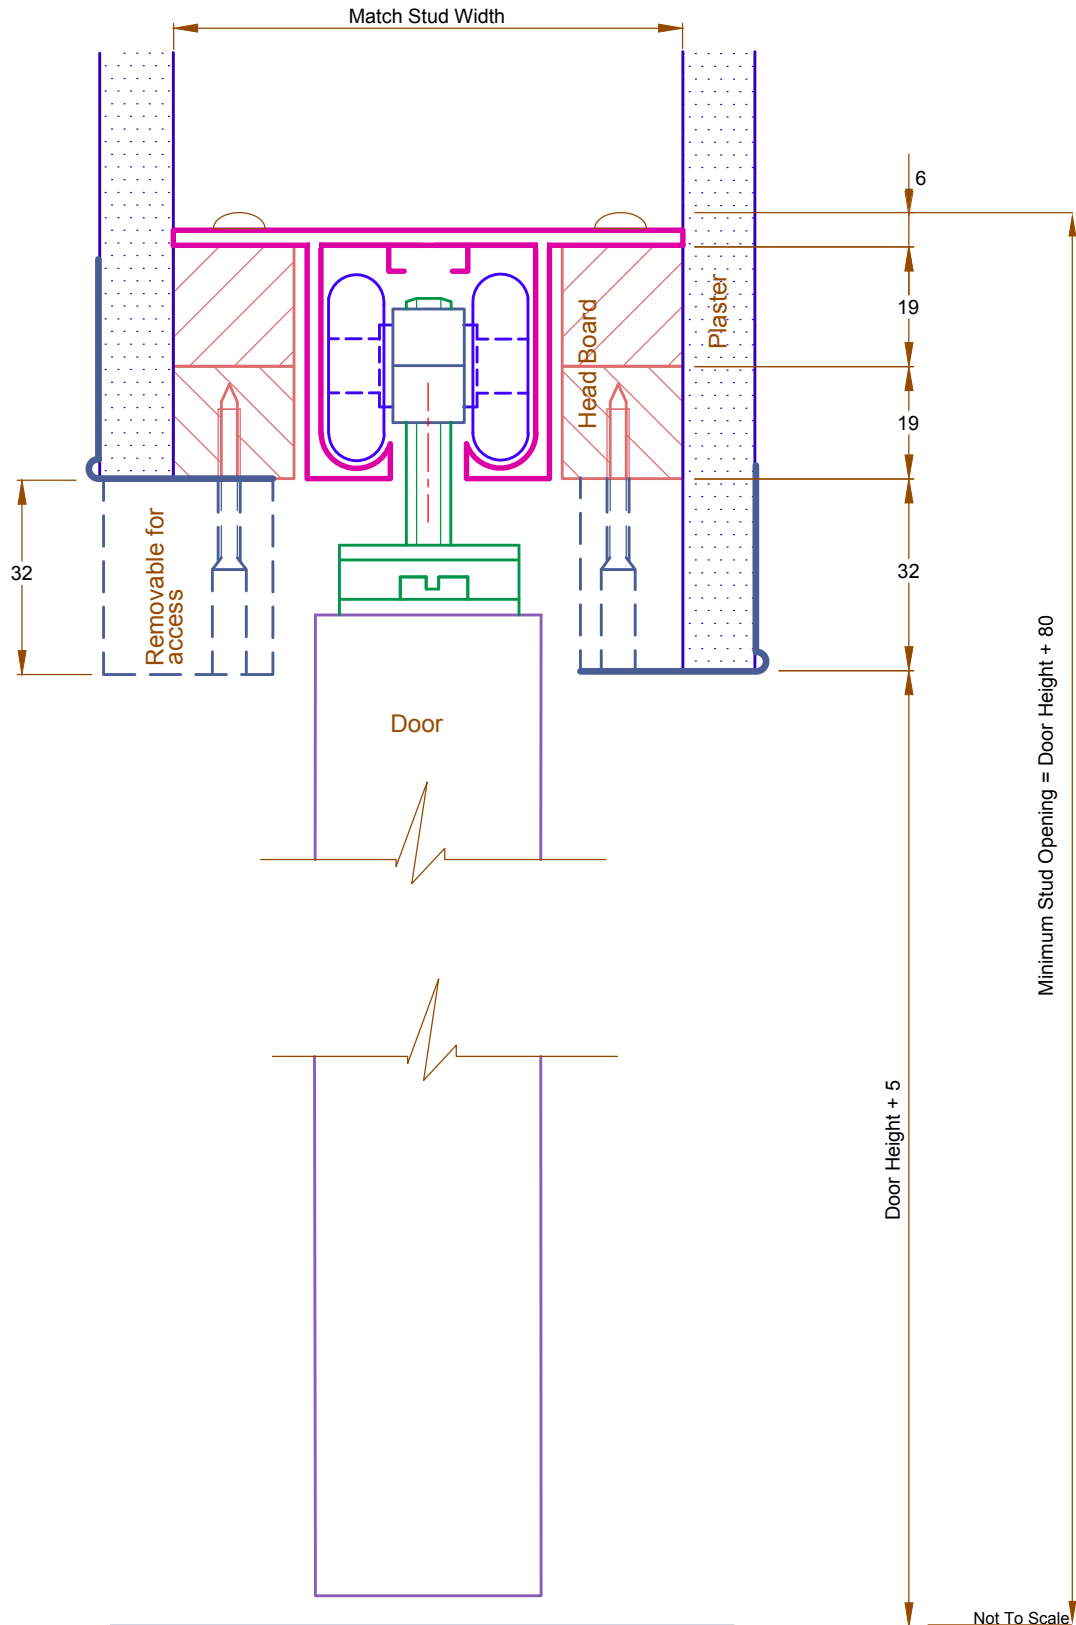 Match Stud Width
6
19
19
32
32
Head Board
Plaster
Removable for
access
Door
Minimum Stud Opening = Door Height + 80
Door Height + 5
Not To Scale